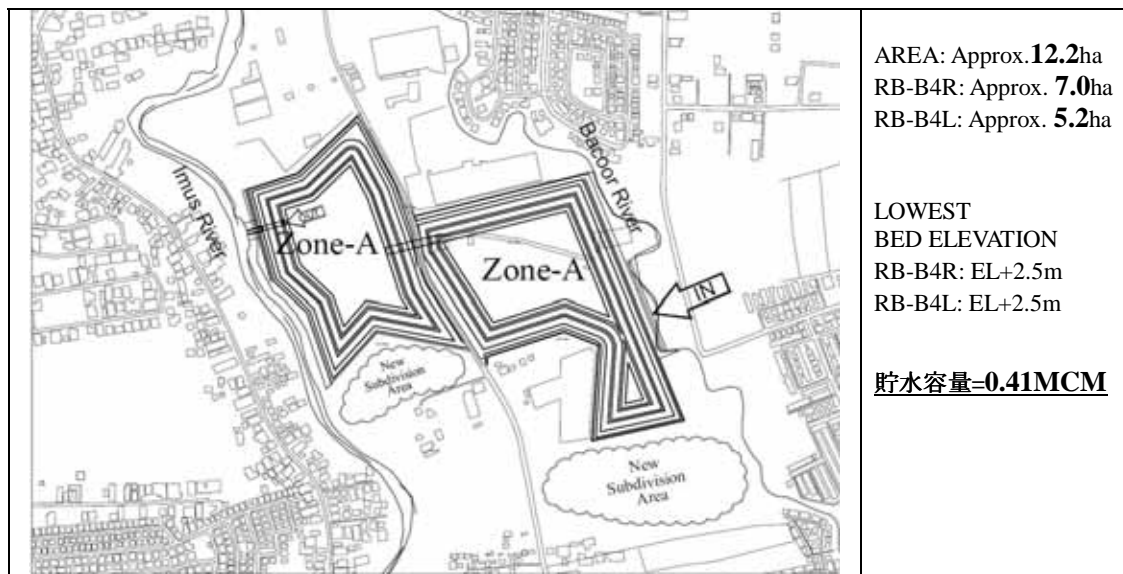 Imus River
Zone-A
Bacoor River
Zone-A
IN
New
Subdivision
Area
New
Subdivision
Area
AREA: Approx.12.2ha
RB-B4R: Approx. 7.0ha
RB-B4L: Approx. 5.2ha
LOWEST
BED ELEVATION
RB-B4R: EL+2.5m
RB-B4L: EL+2.5m
貯水容量=0.41MCM